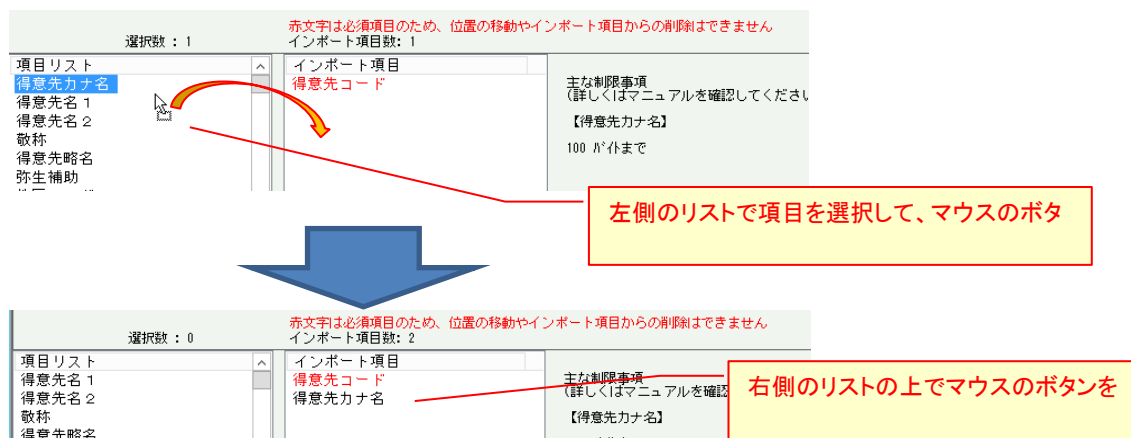 赤文字は必須項目のため、位置の移動やインポート項目からの削除はできません
選択数 : 1
インポート項目数: 1
項目リスト
インポート項目
得意先カナ名
得意先コード
得意先名１
得意先名２
敬称
得意先略名
弥生補助
主な制限事項
(詳しくはマニュアルを確認してくださ
【得意先カナ名】
100 ﾊﾞｲﾄまで
左側のリストで項目を選択して、マウスのボタ
赤文字は必須項目のため、位置の移動やインポート項目からの削除はできません
選択数 : 0
インポート項目数: 2
項目リスト
インポート項目
得意先名１
得意先コード
得意先名２
得意先カナ名
敬称
得意先略名
主な制限事項
(詳しくはマニュアルを確認
【得意先カナ名】
右側のリストの上でマウスのボタンを